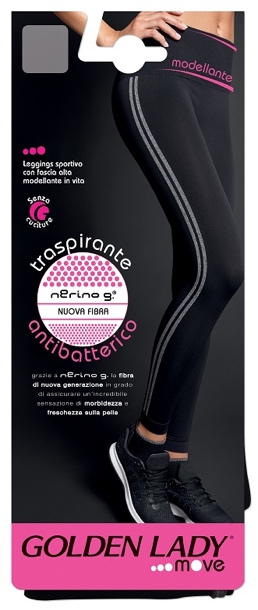 modellante
Leggings sportivo
con fascia alta
modellante in vita
Senza
cuciture
traspirante
nerino g.®
NUOVA FIBRA
antibatterico
grazie a nerino g. la fibra
di nuova generazione in grado
di assicurare un'incredibile
sensazione di morbidezza e
freschezza sulla pelle
GOLDEN LADY®
move